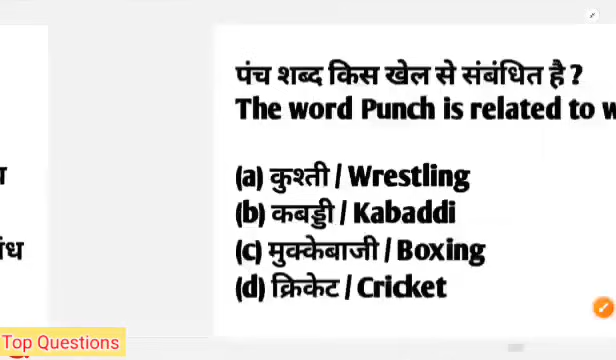 पंच शब्द किस खेल से संबंधित है ?
The word Punch is related to
(a) कुश्ती / Wrestling
(b) कबड्डी / Kabaddi
(c) मुक्केबाजी / Boxing
(d) क्रिकेट / Cricket
Top Questions